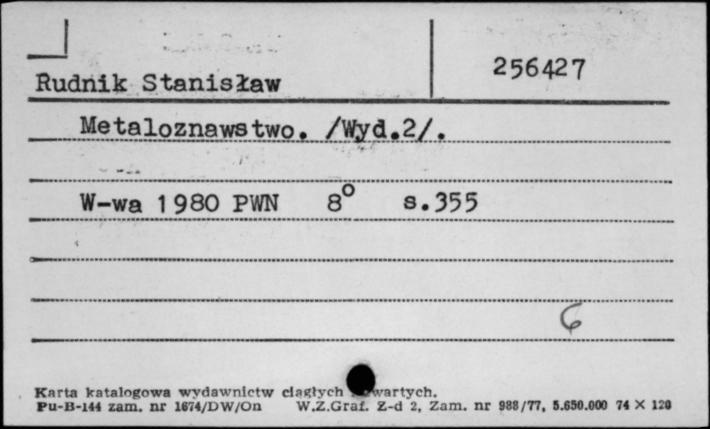 256427
Rudnik Stanisław
Metaloznawstwo. /Wyd.2/.
W-wa 1980 PWN 8° s.355
6
Karta katalogowa wydawnictw ciągłych
Pu-B-144 zam. nr 1674/DW/On W.Z.Graf. Z-d 2, Zam. nr 988/77, 5.650.000 74 × 120